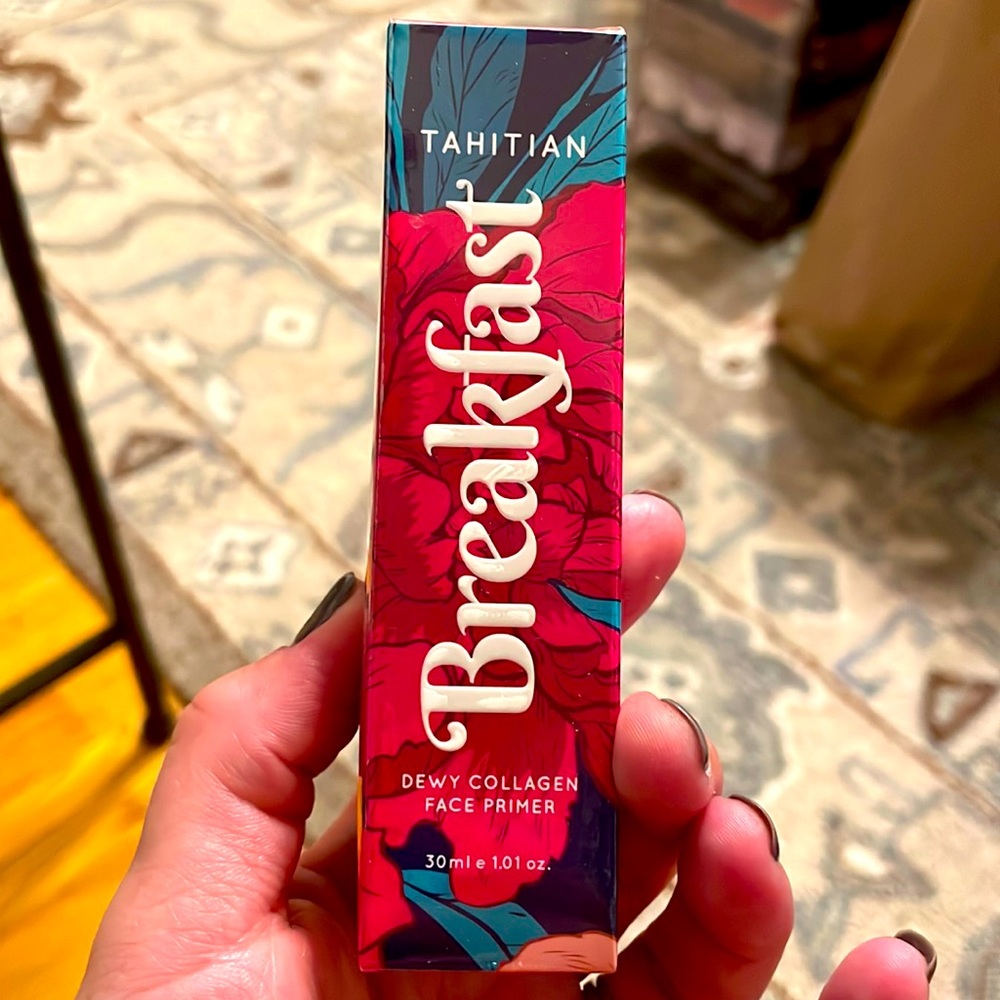 TAHITIAN
Breakfast
DEWY COLLAGEN
FACE PRIMER
30ml e 1.01 oz.